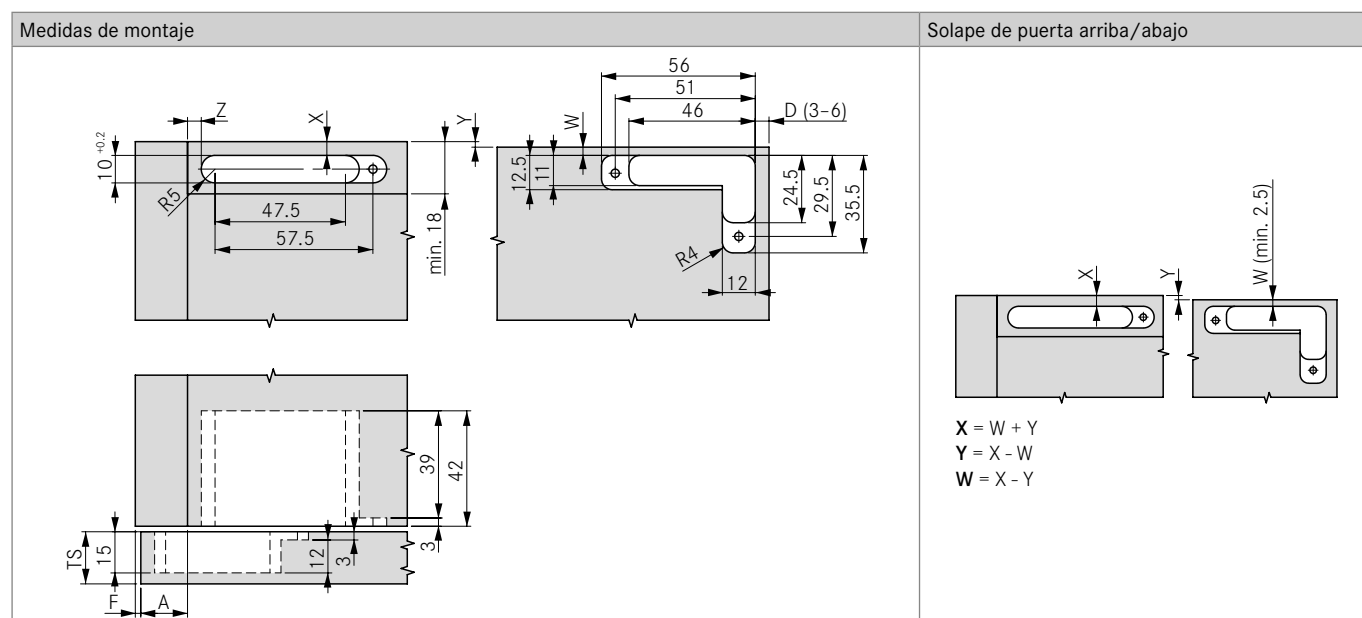 Medidas de montaje
Solape de puerta arriba/abajo
Z
X
Y
10 +0.2
R5
47.5
57.5
min. 18
56
51
46
D (3-6)
W
12.5
11
24.5
29.5
35.5
R4
12
X
Y
W (min. 2.5)
X = W + Y
Y = X - W
W = X - Y
39
42
3
TS
15
12
3
F
A